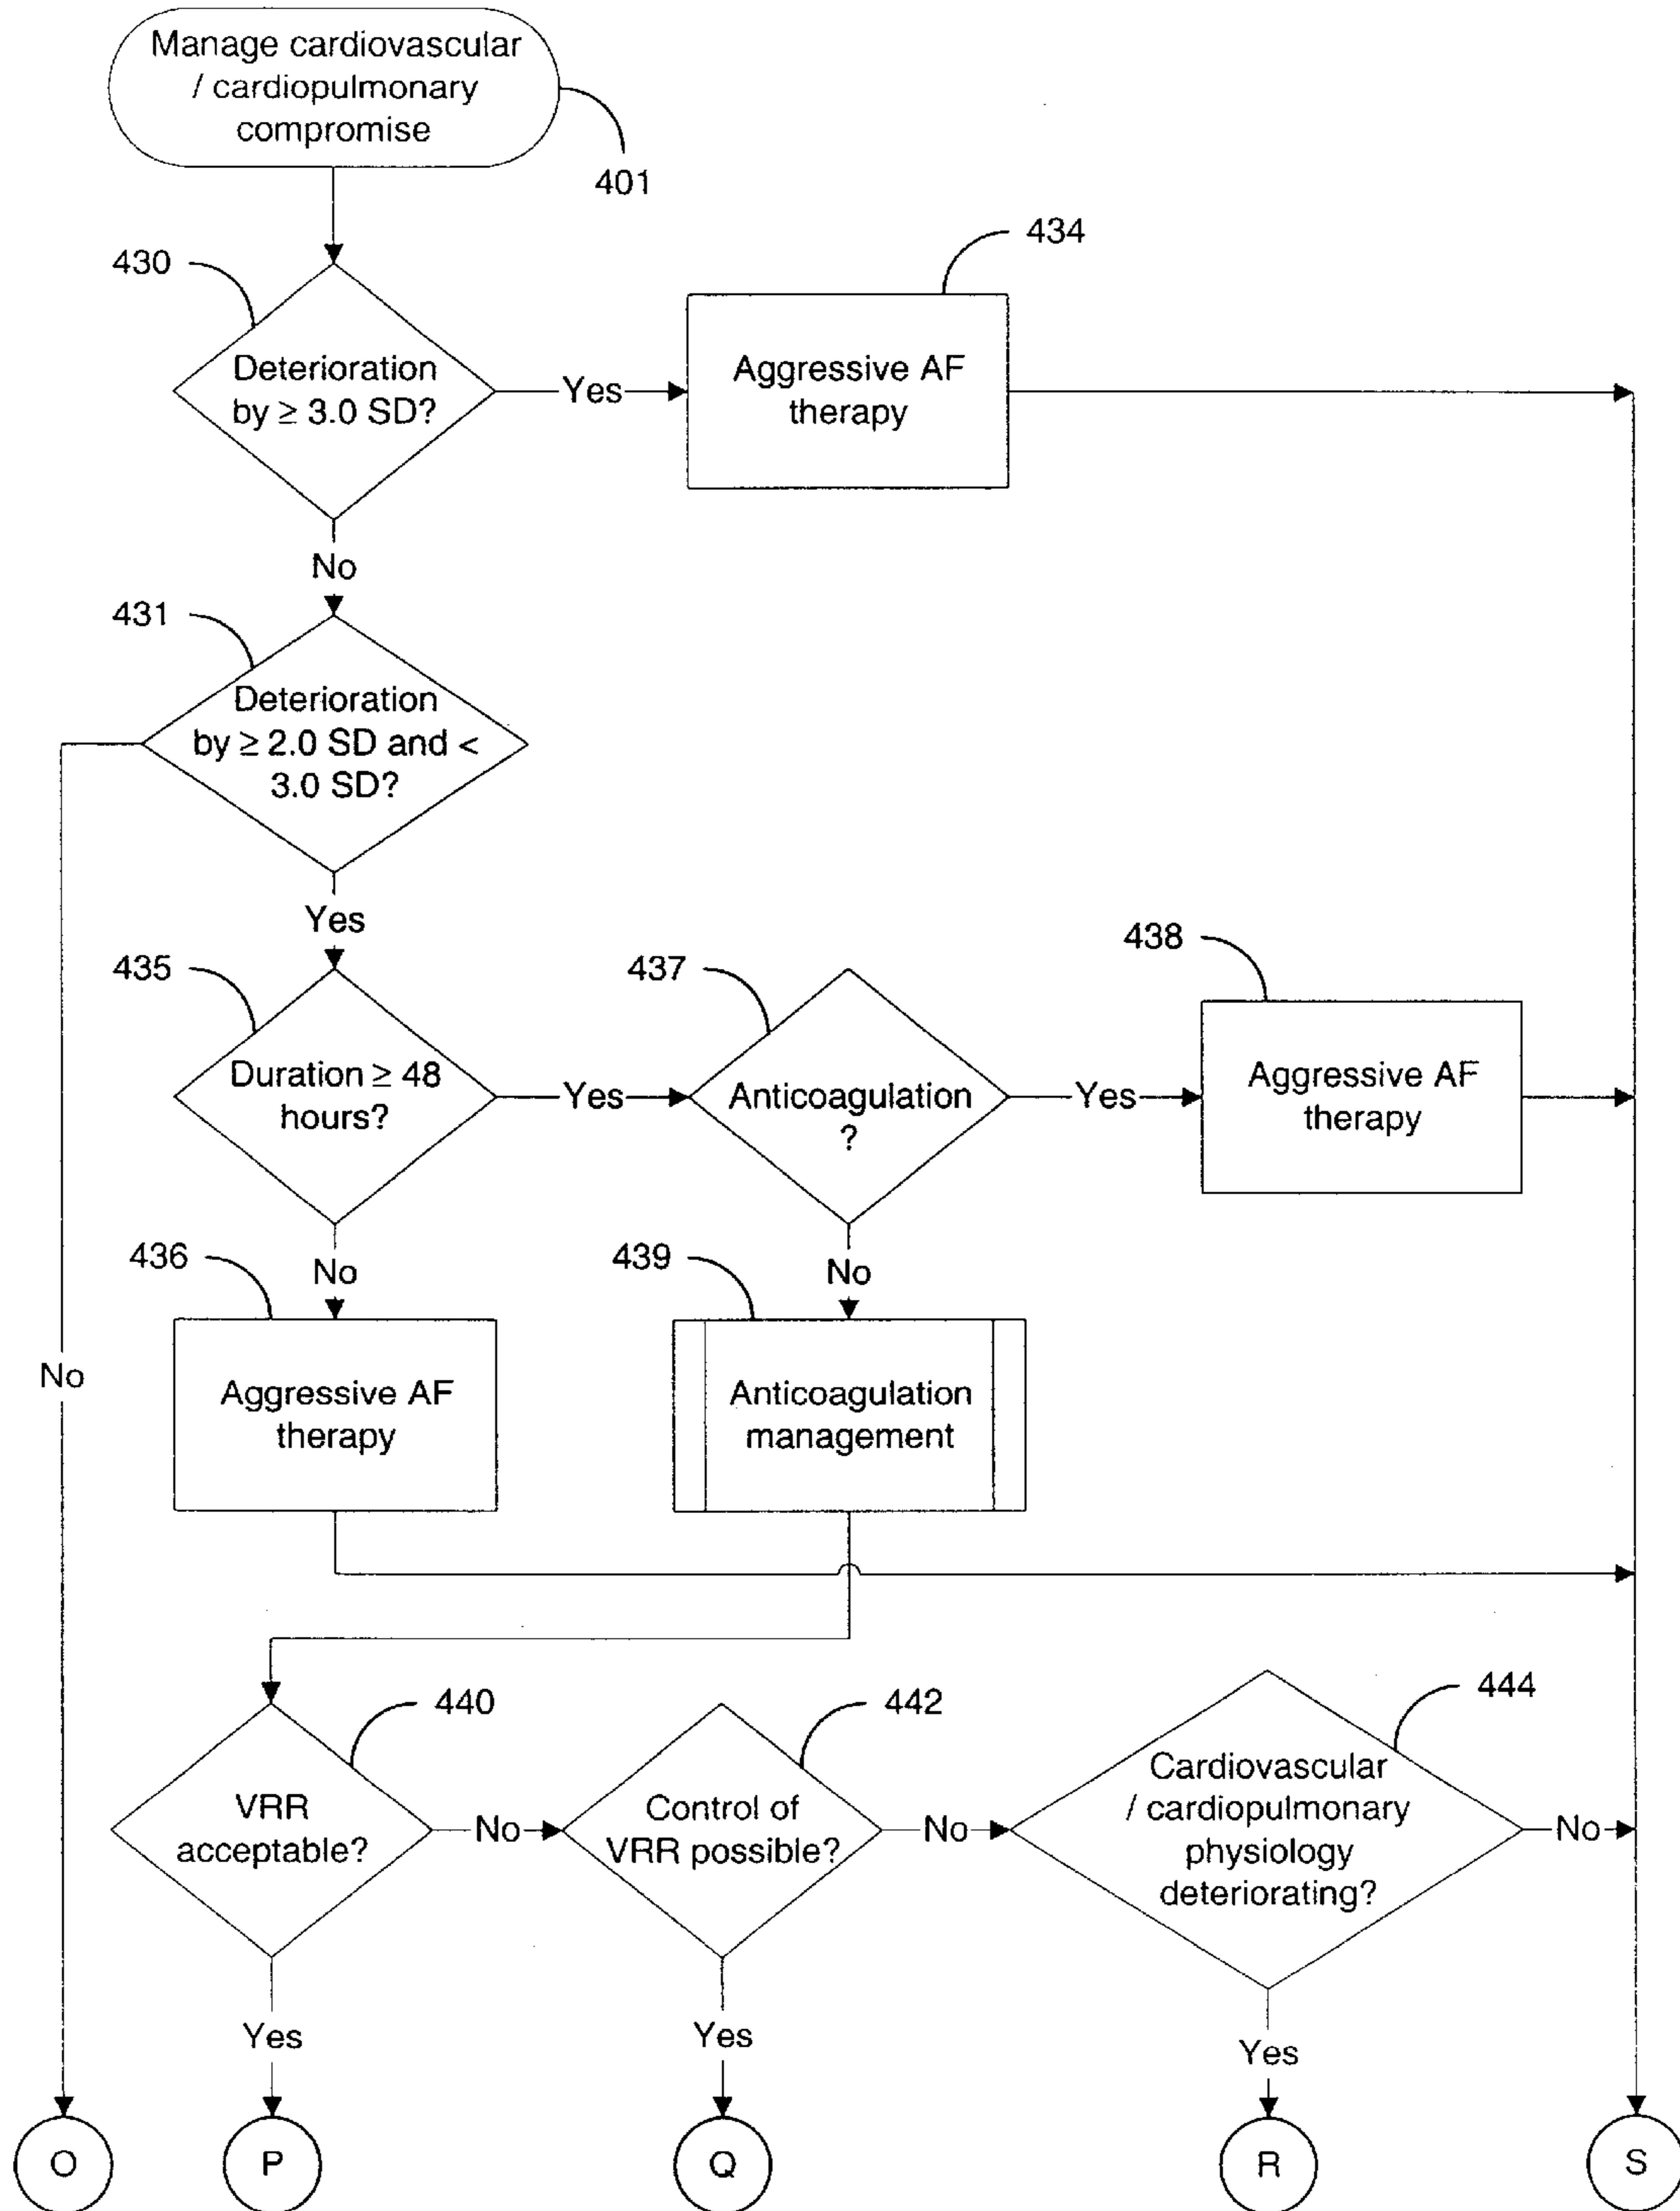 Manage cardiovascular
/ cardiopulmonary
compromise
401
430
434
Deterioration
by ≥ 3.0 SD?
Yes
Aggressive AF
therapy
No
431
Deterioration
by ≥ 2.0 SD and <
3.0 SD?
Yes
435
437
438
Duration ≥ 48
hours?
Yes
Anticoagulation
?
Yes
Aggressive AF
therapy
No
No
436
439
No
Aggressive AF
therapy
Anticoagulation
management
440
442
444
VRR
acceptable?
No
Control of
VRR possible?
No
Cardiovascular
/ cardiopulmonary
physiology
deteriorating?
No
Yes
Yes
Yes
O
P
Q
R
S